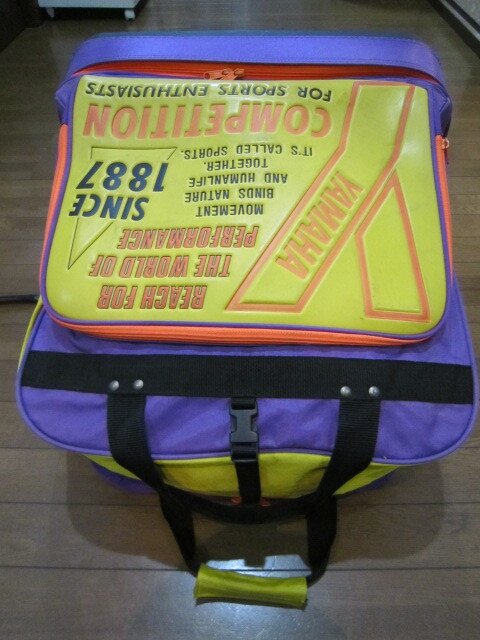 YAMAHA
REACH FOR
THE WORLD OF
PERFORMANCE
MOVEMENT
BINDS NATURE
AND HUMANLIFE
TOGETHER.
IT'S CALLED SPORTS.
SINCE
1887
COMPETITION
FOR SPORTS ENTHUSIASTS